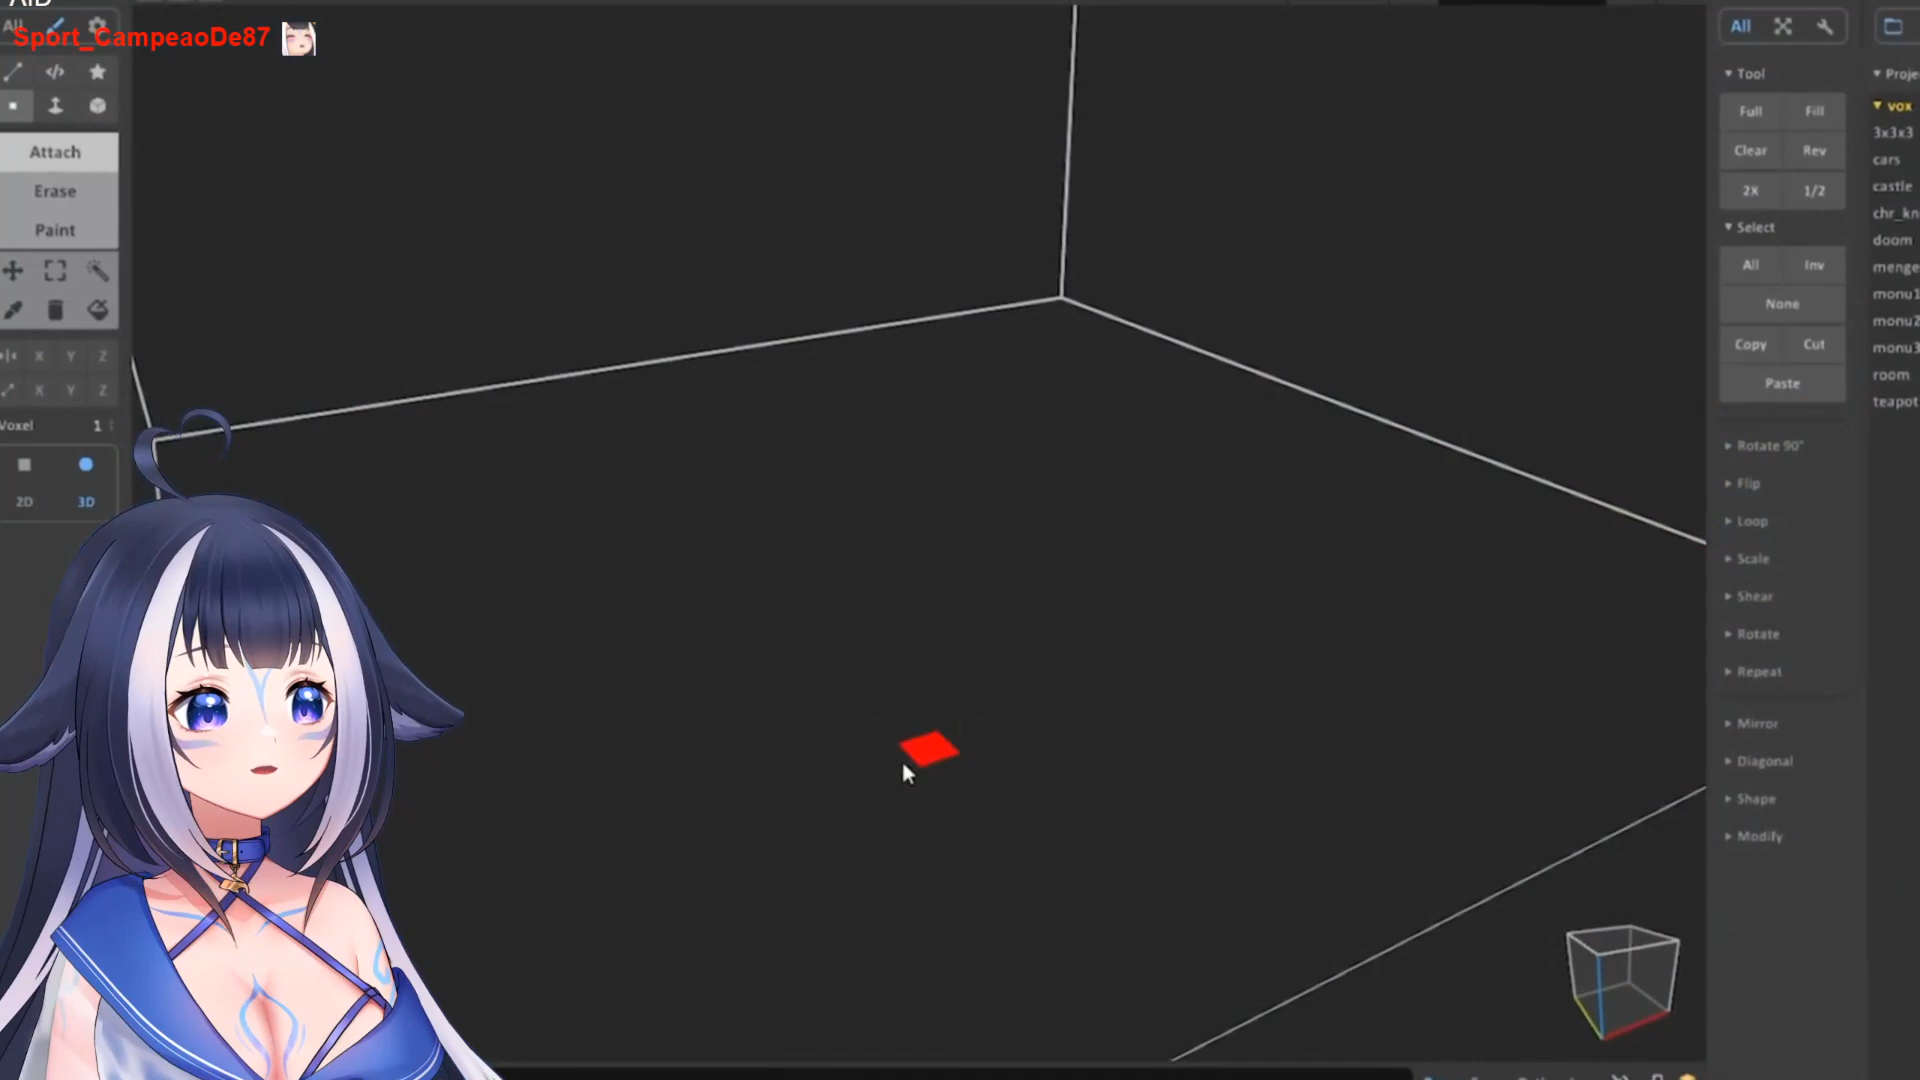 All
Sport_CampeaoDe87
Attach
Erase
Paint
X Y Z
X Y Z
Voxel 1
2D 3D
All
Tool
Full Fill
Clear Rev
2X 1/2
Select
All Inv
None
Copy Cut
Paste
Rotate 90°
Flip
Loop
Scale
Shear
Rotate
Repeat
Mirror
Diagonal
Shape
Modify
Proje
vox
3x3x3
cars
castle
chr_kn
doom
menge
monu1
monu2
monu3
room
teapot